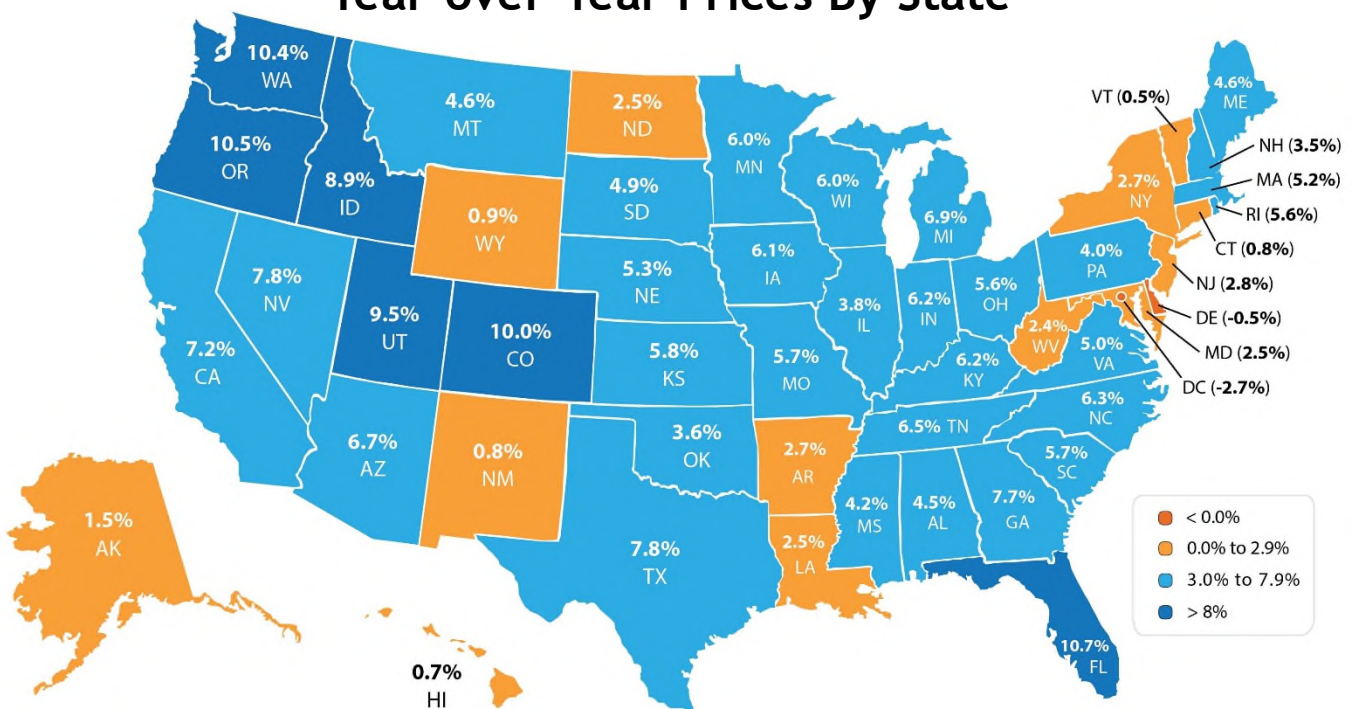 Year-over-Year Prices By State
10.4%
WA
10.5%
OR
8.9%
ID
4.6%
MT
2.5%
ND
6.0%
MN
4.9%
SD
0.9%
WY
6.0%
WI
6.9%
MI
VT (0.5%)
4.6%
ME
NH (3.5%)
MA (5.2%)
2.7%
NY
RI (5.6%)
CT (0.8%)
NJ (2.8%)
DE (-0.5%)
MD (2.5%)
DC (-2.7%)
7.2%
CA
7.8%
NV
9.5%
UT
10.0%
CO
5.3%
NE
6.1%
IA
3.8%
IL
6.2%
IN
5.6%
OH
4.0%
PA
2.4%
WV
5.0%
VA
5.8%
KS
5.7%
MO
6.2%
KY
6.3%
NC
6.5% TN
6.7%
AZ
0.8%
NM
3.6%
OK
2.7%
AR
5.7%
SC
4.2%
MS
4.5%
AL
7.7%
GA
7.8%
TX
2.5%
LA
10.7%
FL
1.5%
AK
0.7%
HI
< 0.0%
0.0% to 2.9%
3.0% to 7.9%
> 8%